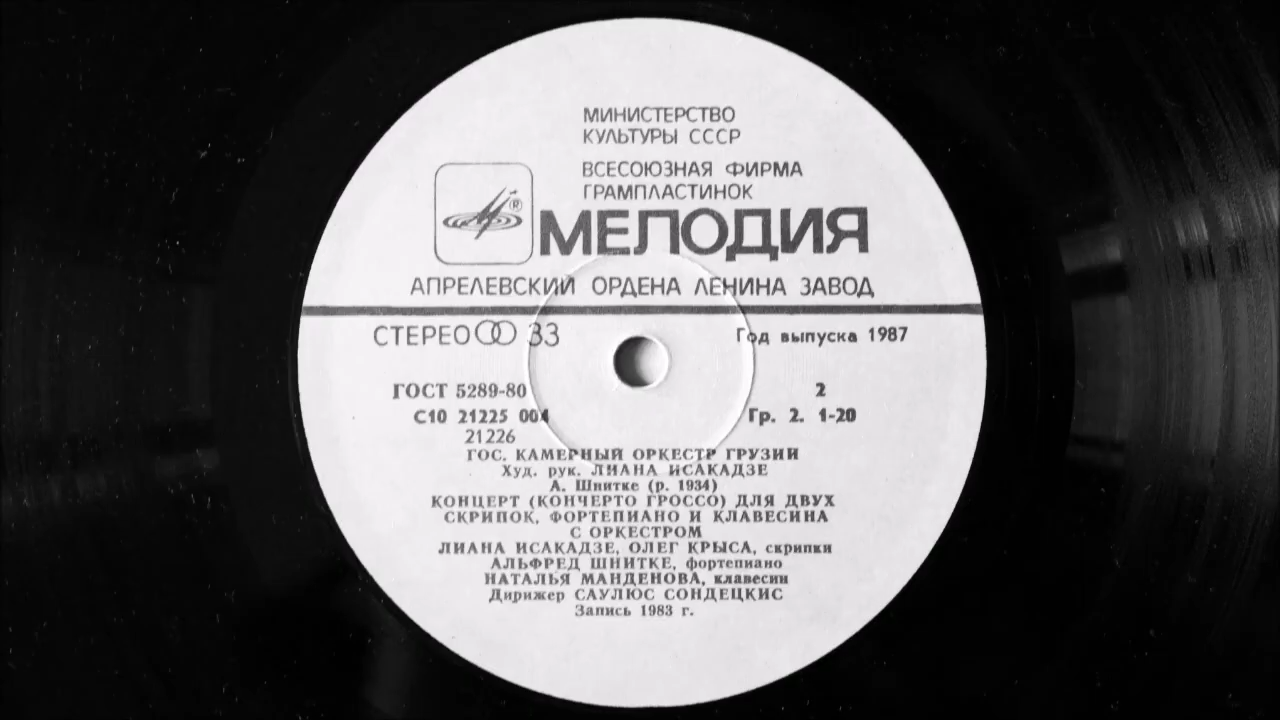 МИНИСТЕРСТВО
КУЛЬТУРЫ СССР
ВСЕСОЮЗНАЯ ФИРМА
ГРАМПЛАСТИНОК
® МЕЛОДИЯ
АПРЕЛЕВСКИЙ ОРДЕНА ЛЕНИНА ЗАВОД
СТЕРЕО 33 Год выпуска 1987
ГОСТ 5289-80 2
С10 21225 004 Гр. 2. 1-20
21226
ГОС. КАМЕРНЫЙ ОРКЕСТР ГРУЗИИ
Худ. рук. ЛИАНА ИСАКАДЗЕ
А. Шнитке (р. 1934)
КОНЦЕРТ (КОНЧЕРТО ГРОССО) ДЛЯ ДВУХ
СКРИПОК, ФОРТЕПИАНО И КЛАВЕСИНА
С ОРКЕСТРОМ
ЛИАНА ИСАКАДЗЕ, ОЛЕГ КРЫСА, скрипки
АЛЬФРЕД ШНИТКЕ, фортепиано
НАТАЛЬЯ МАНДЕНОВА, клавесин
Дирижер САУЛЮС СОНДЕЦКИС
Запись 1983 г.